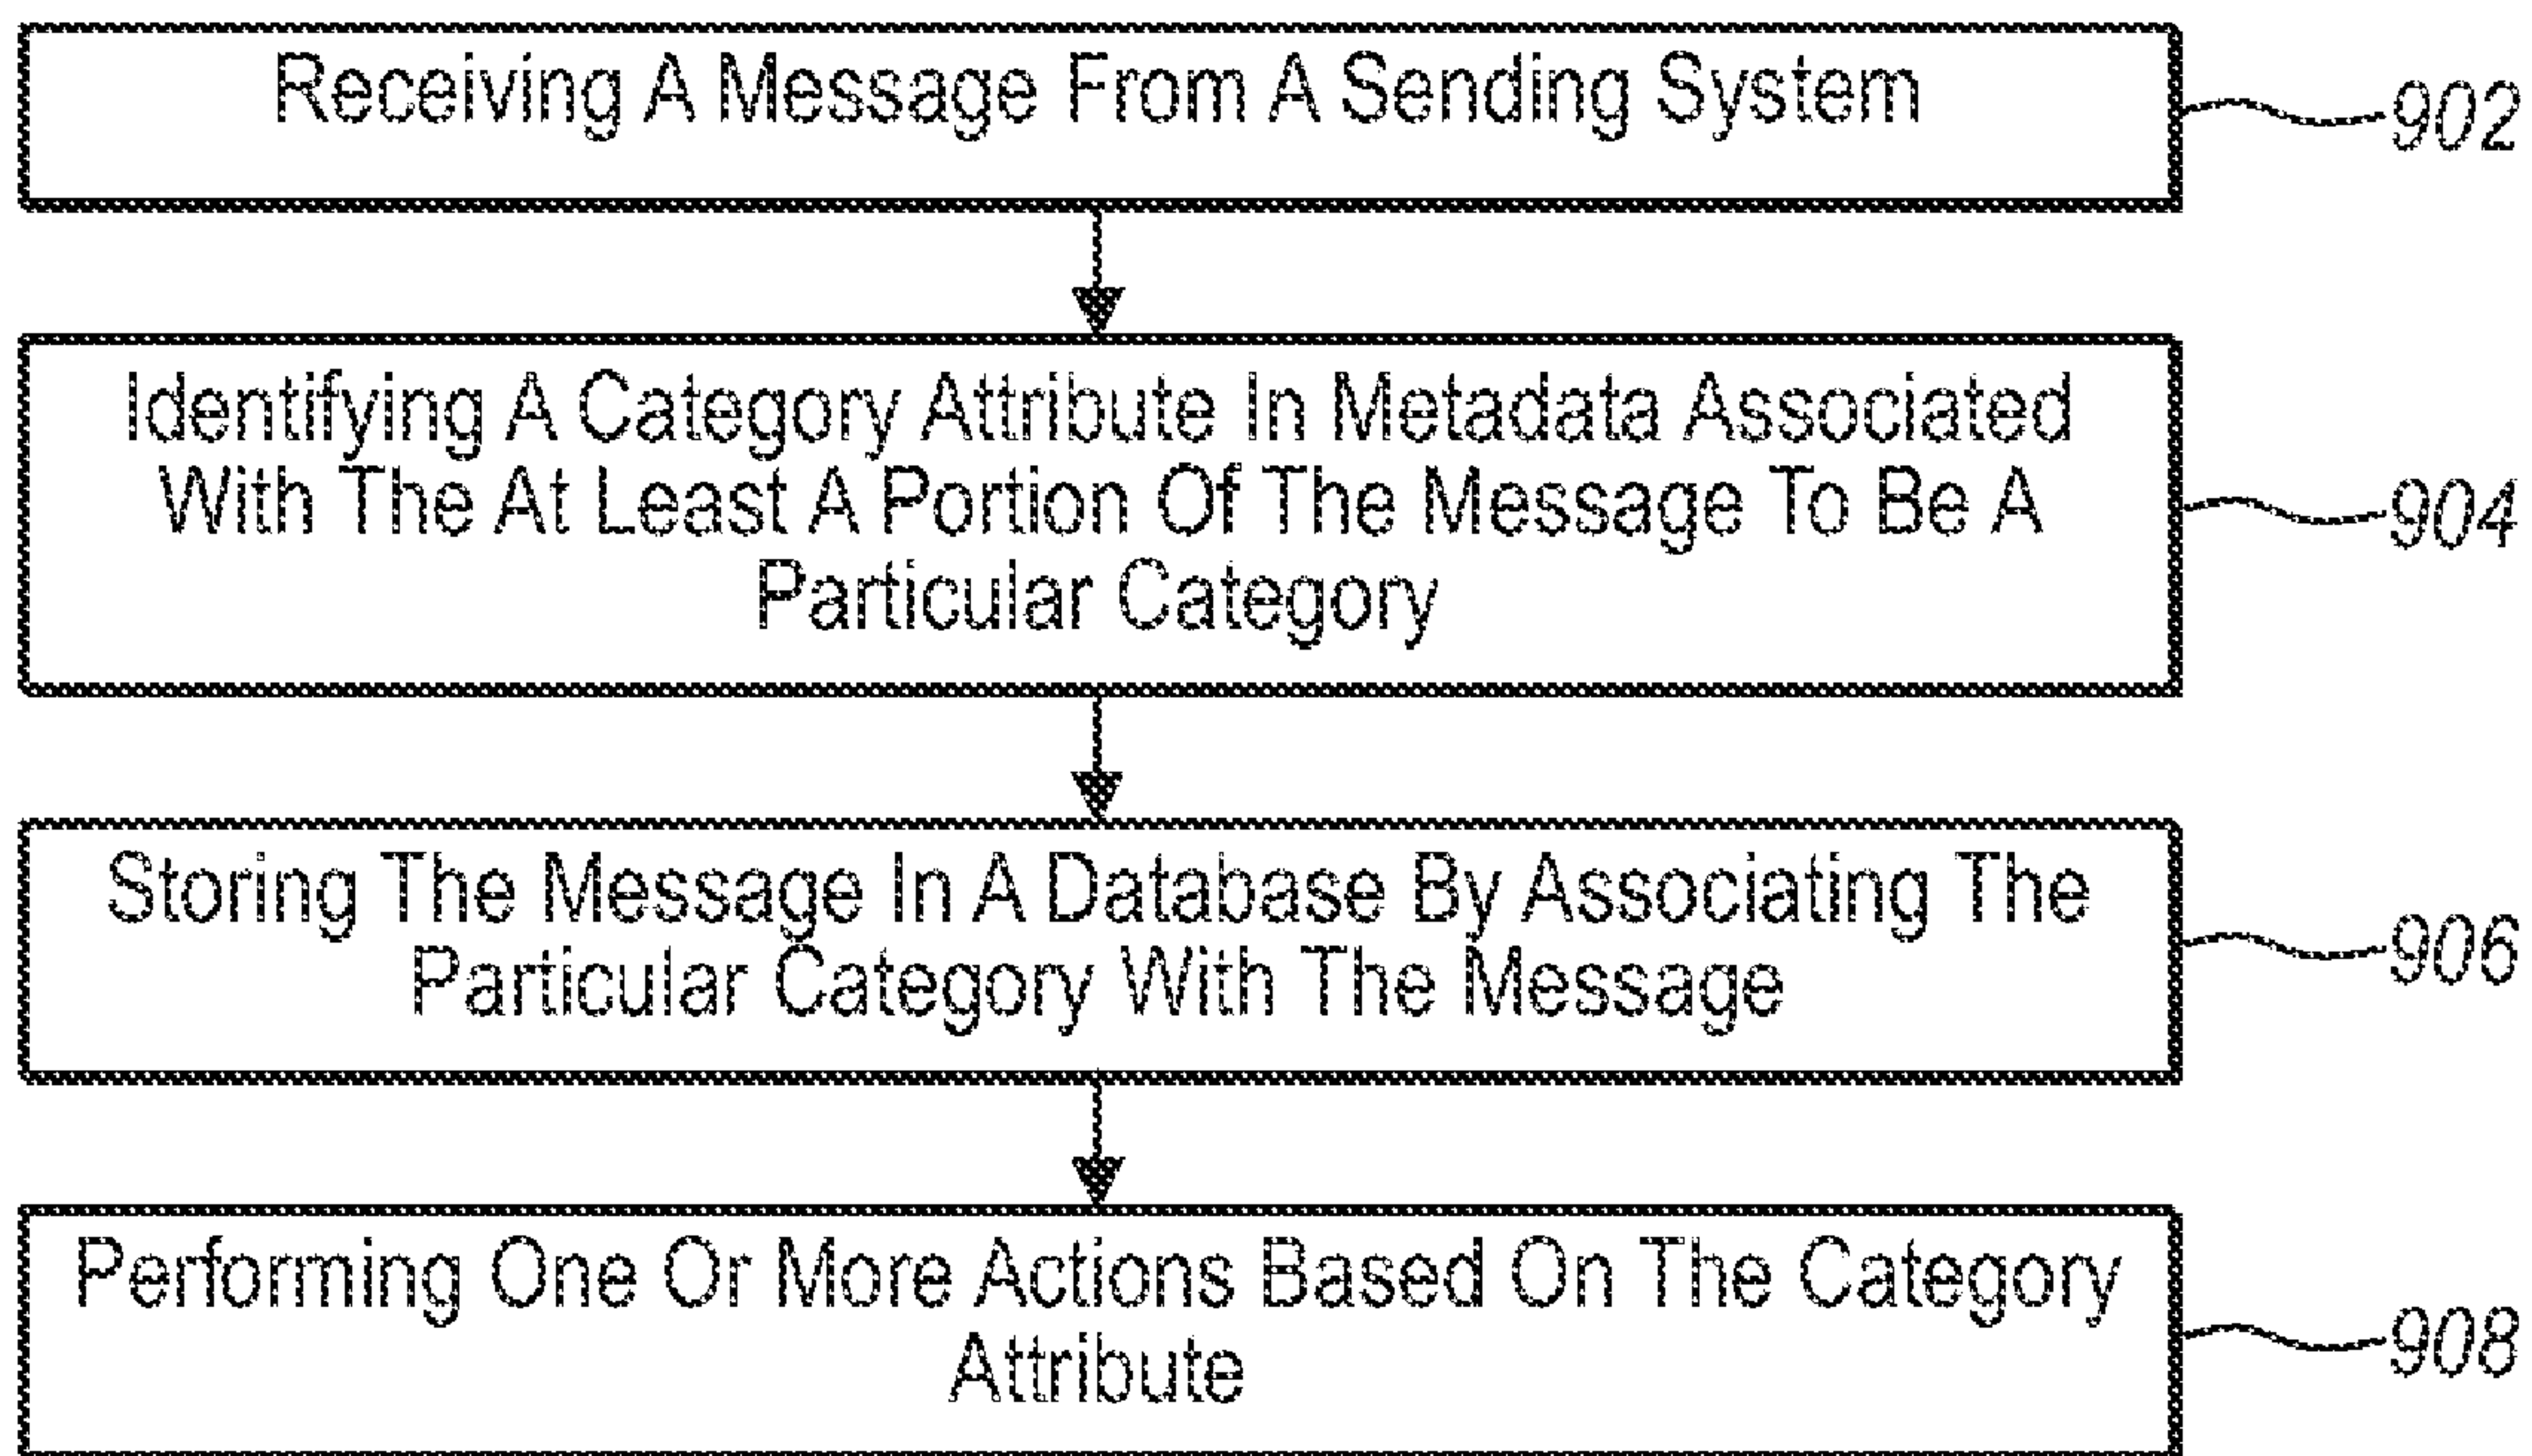 Receiving A Message From A Sending System
902
Identifying A Category Attribute In Metadata Associated
With The At Least A Portion Of The Message To Be A
Particular Category
904
Storing The Message In A Database By Associating The
Particular Category With The Message
906
Performing One Or More Actions Based On The Category
Attribute
908